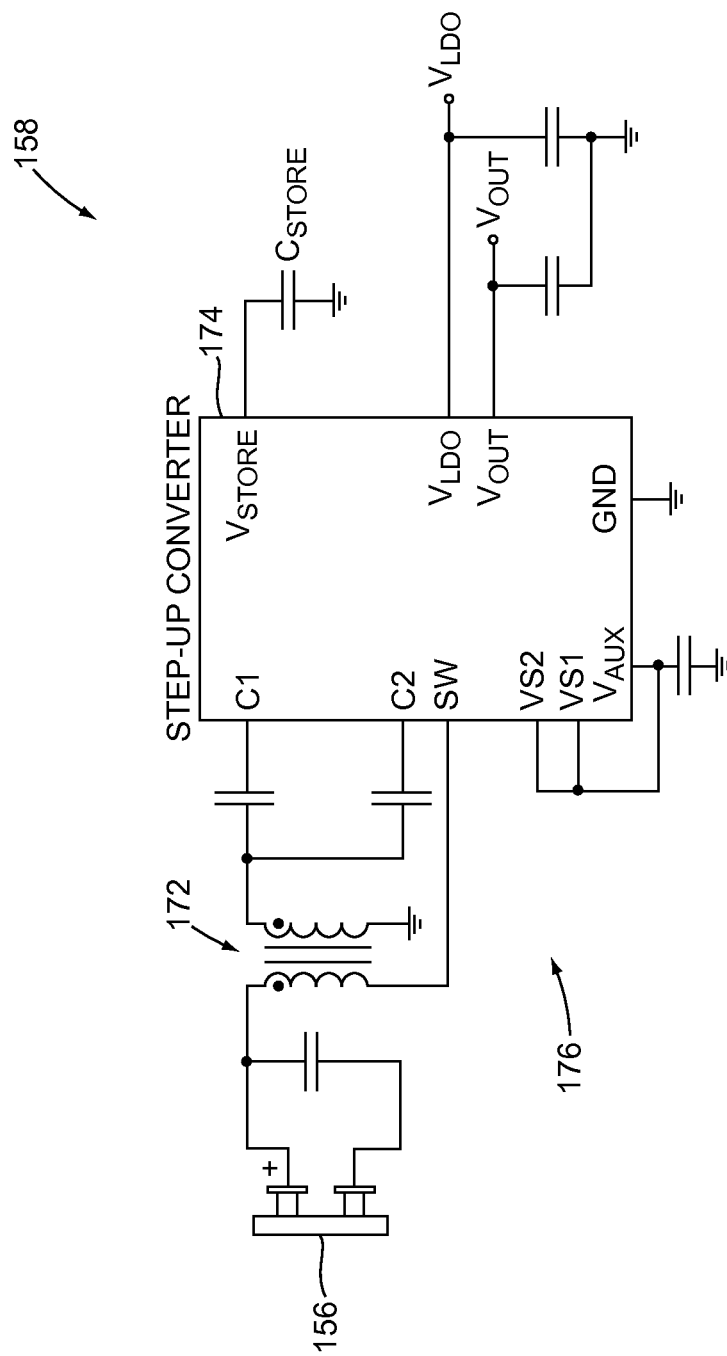 158
STEP-UP CONVERTER
174
172
176
156
+
C1
C2
SW
VS2
VS1
VAUX
GND
VSTORE
VLDO
VOUT
CSTORE
VOUT
VLDO